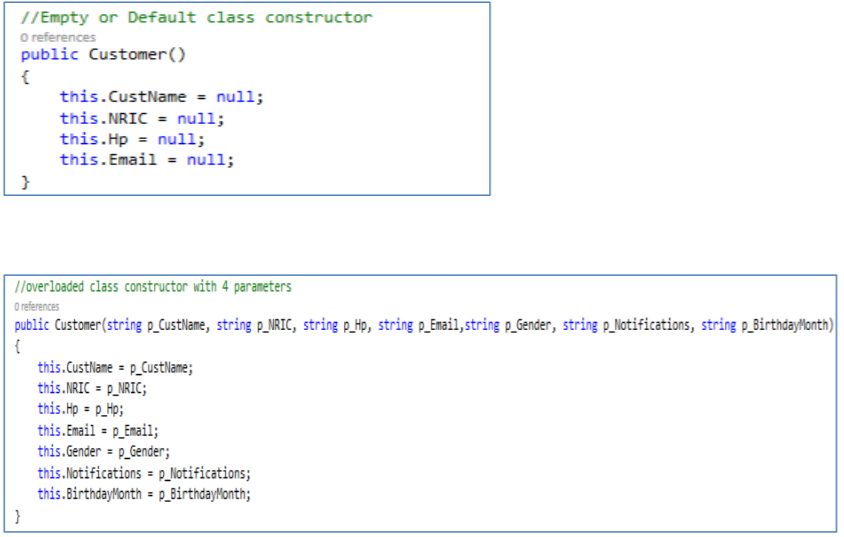 //Empty or Default class constructor
0 references
public Customer()
{
this.CustName = null;
this.NRIC = null;
this.Hp = null;
this.Email = null;
}
//overloaded class constructor with 4 parameters
0 references
public Customer(string p_CustName, string p_NRIC, string p_Hp, string p_Email,string p_Gender, string p_Notifications, string p_BirthdayMonth)
{
this.CustName = p_CustName;
this.NRIC = p_NRIC;
this.Hp = p_Hp;
this.Email = p_Email;
this.Gender = p_Gender;
this.Notifications = p_Notifications;
this.BirthdayMonth = p_BirthdayMonth;
}